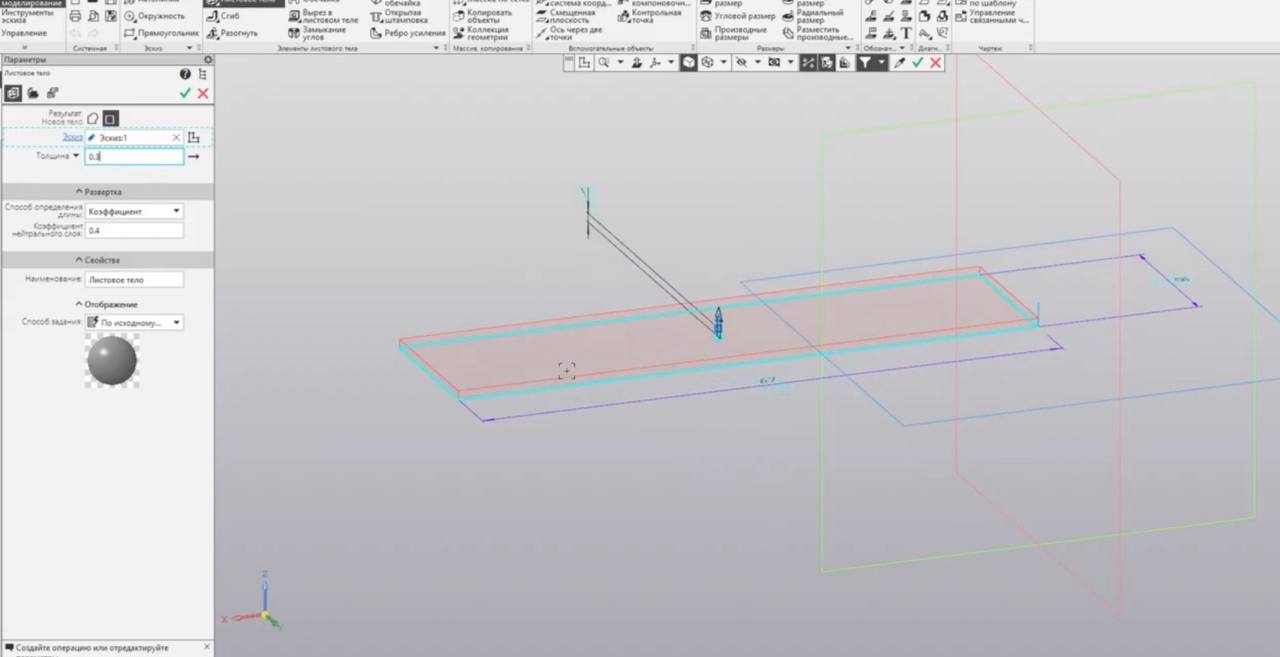 моделирование
Инструменты
эскиза
Управление
Окружность
Прямоугольник
Сгиб
Разогнуть
Вырез в
листовом теле
Замыкание
углов
Открытая
штамповка
Ребро усиления
Копировать
объекты
Коллекция
геометрии
Смещенная
плоскость
Ось через две
точки
Контрольная
точка
размер
Угловой размер
Производные
размеры
размер
Радиальный
размер
Разместить
производные...
по шаблону
Управление
связанными ч...
Системная
Эскиз
Элементы листового тела
Массив, копирование
Вспомогательные объекты
Размеры
Обознач...
Диагн...
Чертеж
Параметры
Листовое тело
Результат:
Новое тело
Эскиз
Эскиз:1
Толщина
0.3
Развертка
Способ определения
длины:
Коэффициент
Коэффициент
нейтрального слоя:
0.4
Свойства
Наименование:
Листовое тело
Отображение
Способ задания:
По исходному...
Y
67
Z
X
Создайте операцию или отредактируйте